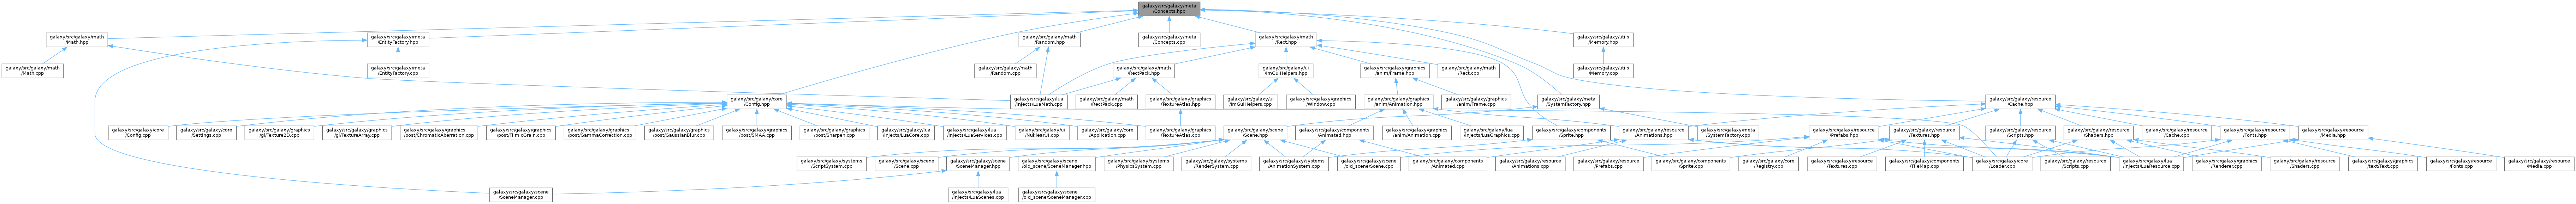 galaxy/src/galaxy/meta
/Concepts.hpp
galaxy/src/galaxy/math
/Math.hpp
galaxy/src/galaxy/meta
/EntityFactory.hpp
galaxy/src/galaxy/math
/Random.hpp
galaxy/src/galaxy/meta
/Concepts.cpp
galaxy/src/galaxy/math
/Rect.hpp
galaxy/src/galaxy/utils
/Memory.hpp
galaxy/src/galaxy/math
/Math.cpp
galaxy/src/galaxy/meta
/EntityFactory.cpp
galaxy/src/galaxy/math
/Random.cpp
galaxy/src/galaxy/math
/RectPack.hpp
galaxy/src/galaxy/ui
/ImGuiHelpers.hpp
galaxy/src/galaxy/graphics
/anim/Frame.hpp
galaxy/src/galaxy/math
/Rect.cpp
galaxy/src/galaxy/utils
/Memory.cpp
galaxy/src/galaxy/core
/Config.hpp
galaxy/src/galaxy/lua
/injects/LuaMath.cpp
galaxy/src/galaxy/math
/RectPack.cpp
galaxy/src/galaxy/graphics
/TextureAtlas.hpp
galaxy/src/galaxy/ui
/ImGuiHelpers.cpp
galaxy/src/galaxy/graphics
/Window.cpp
galaxy/src/galaxy/graphics
/anim/Animation.hpp
galaxy/src/galaxy/graphics
/anim/Frame.cpp
galaxy/src/galaxy/meta
/SystemFactory.hpp
galaxy/src/galaxy/resource
/Cache.hpp
galaxy/src/galaxy/core
/Config.cpp
galaxy/src/galaxy/core
/Settings.cpp
galaxy/src/galaxy/graphics
/gl/Texture2D.cpp
galaxy/src/galaxy/graphics
/gl/TextureArray.cpp
galaxy/src/galaxy/graphics
/post/ChromaticAberration.cpp
galaxy/src/galaxy/graphics
/post/FilmicGrain.cpp
galaxy/src/galaxy/graphics
/post/GammaCorrection.cpp
galaxy/src/galaxy/graphics
/post/GaussianBlur.cpp
galaxy/src/galaxy/graphics
/post/SMAA.cpp
galaxy/src/galaxy/graphics
/post/Sharpen.cpp
galaxy/src/galaxy/lua
/injects/LuaCore.cpp
galaxy/src/galaxy/lua
/injects/LuaServices.cpp
galaxy/src/galaxy/ui
/NuklearUI.cpp
galaxy/src/galaxy/core
/Application.cpp
galaxy/src/galaxy/graphics
/TextureAtlas.cpp
galaxy/src/galaxy/scene
/Scene.hpp
galaxy/src/galaxy/components
/Animated.hpp
galaxy/src/galaxy/graphics
/anim/Animation.cpp
galaxy/src/galaxy/lua
/injects/LuaGraphics.cpp
galaxy/src/galaxy/components
/Sprite.hpp
galaxy/src/galaxy/resource
/Animations.hpp
galaxy/src/galaxy/meta
/SystemFactory.cpp
galaxy/src/galaxy/resource
/Prefabs.hpp
galaxy/src/galaxy/resource
/Textures.hpp
galaxy/src/galaxy/resource
/Scripts.hpp
galaxy/src/galaxy/resource
/Shaders.hpp
galaxy/src/galaxy/resource
/Cache.cpp
galaxy/src/galaxy/resource
/Fonts.hpp
galaxy/src/galaxy/resource
/Media.hpp
galaxy/src/galaxy/systems
/ScriptSystem.cpp
galaxy/src/galaxy/scene
/Scene.cpp
galaxy/src/galaxy/scene
/SceneManager.hpp
galaxy/src/galaxy/scene
/old_scene/SceneManager.hpp
galaxy/src/galaxy/systems
/PhysicsSystem.cpp
galaxy/src/galaxy/systems
/RenderSystem.cpp
galaxy/src/galaxy/systems
/AnimationSystem.cpp
galaxy/src/galaxy/scene
/old_scene/Scene.cpp
galaxy/src/galaxy/components
/Animated.cpp
galaxy/src/galaxy/resource
/Animations.cpp
galaxy/src/galaxy/resource
/Prefabs.cpp
galaxy/src/galaxy/components
/Sprite.cpp
galaxy/src/galaxy/core
/Registry.cpp
galaxy/src/galaxy/resource
/Textures.cpp
galaxy/src/galaxy/components
/TileMap.cpp
galaxy/src/galaxy/core
/Loader.cpp
galaxy/src/galaxy/resource
/Scripts.cpp
galaxy/src/galaxy/lua
/injects/LuaResource.cpp
galaxy/src/galaxy/graphics
/Renderer.cpp
galaxy/src/galaxy/resource
/Shaders.cpp
galaxy/src/galaxy/graphics
/text/Text.cpp
galaxy/src/galaxy/resource
/Fonts.cpp
galaxy/src/galaxy/resource
/Media.cpp
galaxy/src/galaxy/scene
/SceneManager.cpp
galaxy/src/galaxy/lua
/injects/LuaScenes.cpp
galaxy/src/galaxy/scene
/old_scene/SceneManager.cpp